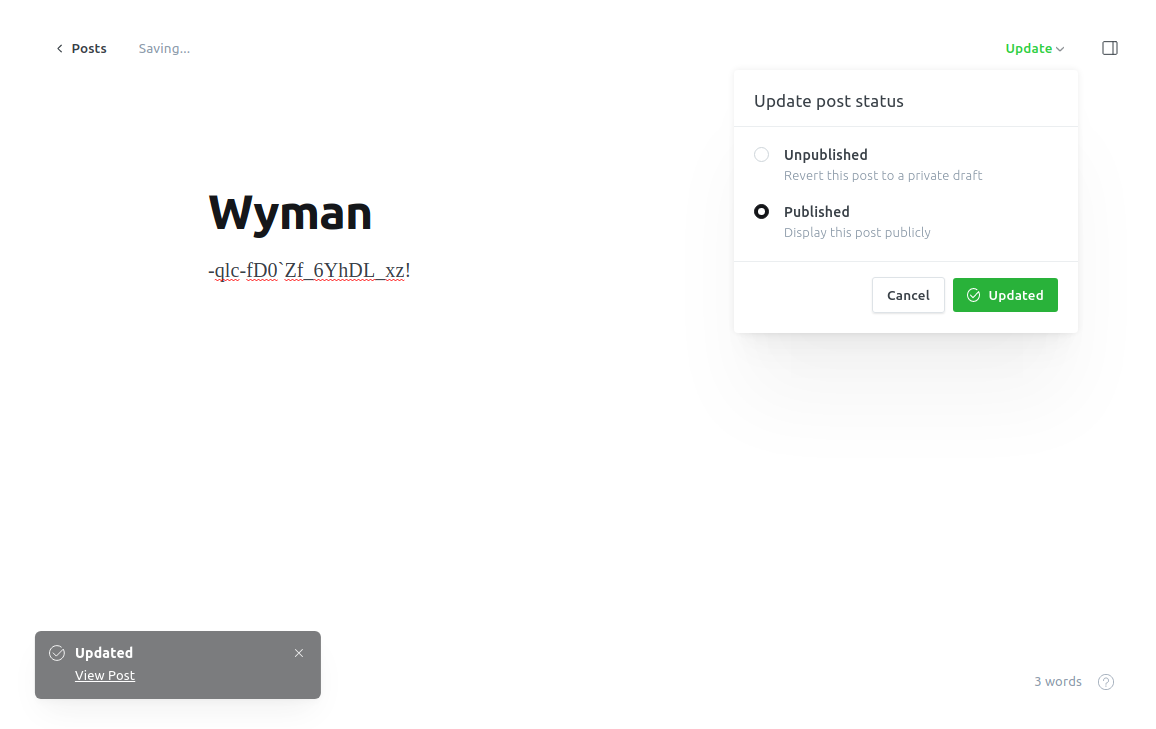 Posts
Saving...
Update
Update post status
Unpublished
Revert this post to a private draft
Published
Display this post publicly
Cancel
Updated
Wyman
-qlc-fD0`Zf_6YhDL_xz!
Updated
View Post
3 words
?